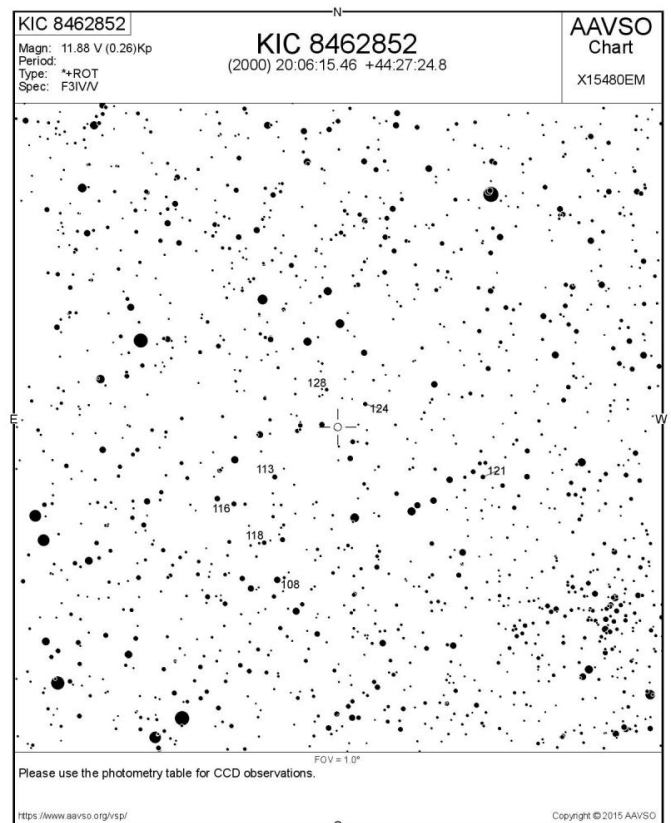 N
KIC 8462852
Magn: 11.88 V (0.26)Kp
Period:
Type: *+ROT
Spec: F3IV/V
KIC 8462852
(2000) 20:06:15.46 +44:27:24.8
AAVSO
Chart
X15480EM
128
124
E
W
113
121
116
118
108
FOV = 1.0°
Please use the photometry table for CCD observations.
https://www.aavso.org/vsp/
Copyright © 2015 AAVSO